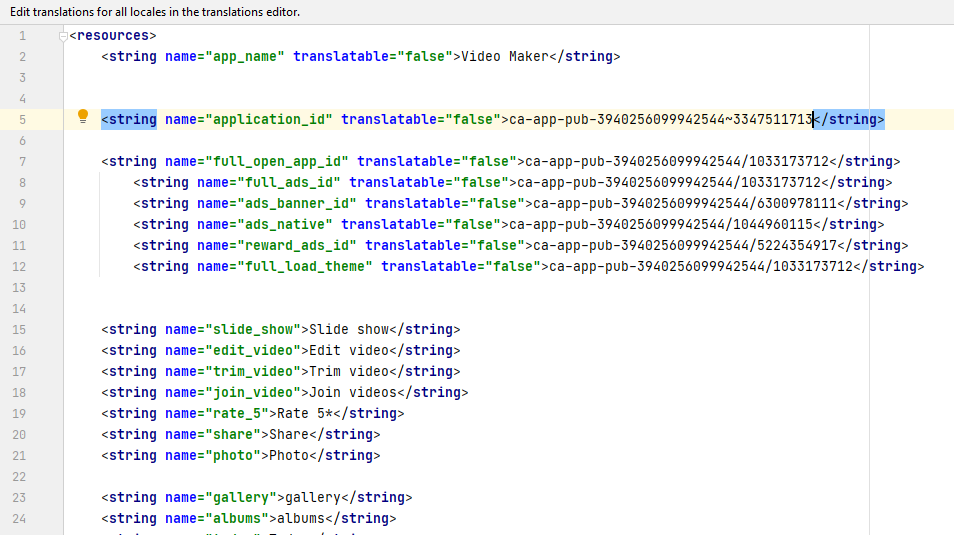 Edit translations for all locales in the translations editor.
1 <resources>
2 <string name="app_name" translatable="false">Video Maker</string>
3
4
5 <string name="application_id" translatable="false">ca-app-pub-3940256099942544~3347511713</string>
6
7 <string name="full_open_app_id" translatable="false">ca-app-pub-3940256099942544/1033173712</string>
8 <string name="full_ads_id" translatable="false">ca-app-pub-3940256099942544/1033173712</string>
9 <string name="ads_banner_id" translatable="false">ca-app-pub-3940256099942544/6300978111</string>
10 <string name="ads_native" translatable="false">ca-app-pub-3940256099942544/1044960115</string>
11 <string name="reward_ads_id" translatable="false">ca-app-pub-3940256099942544/5224354917</string>
12 <string name="full_load_theme" translatable="false">ca-app-pub-3940256099942544/1033173712</string>
13
14
15 <string name="slide_show">Slide show</string>
16 <string name="edit_video">Edit video</string>
17 <string name="trim_video">Trim video</string>
18 <string name="join_video">Join videos</string>
19 <string name="rate_5">Rate 5*</string>
20 <string name="share">Share</string>
21 <string name="photo">Photo</string>
22
23 <string name="gallery">gallery</string>
24 <string name="albums">albums</string>